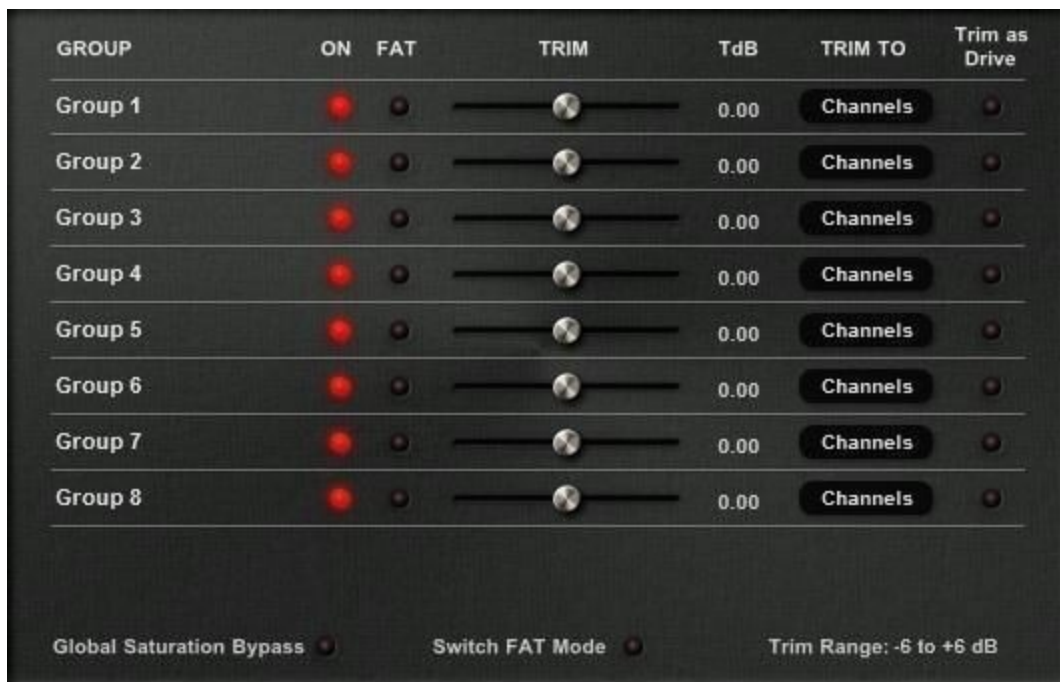 GROUP ON FAT TRIM TdB TRIM TO Trim as Drive
Group 1 0.00 Channels
Group 2 0.00 Channels
Group 3 0.00 Channels
Group 4 0.00 Channels
Group 5 0.00 Channels
Group 6 0.00 Channels
Group 7 0.00 Channels
Group 8 0.00 Channels
Global Saturation Bypass Switch FAT Mode Trim Range: -6 to +6 dB